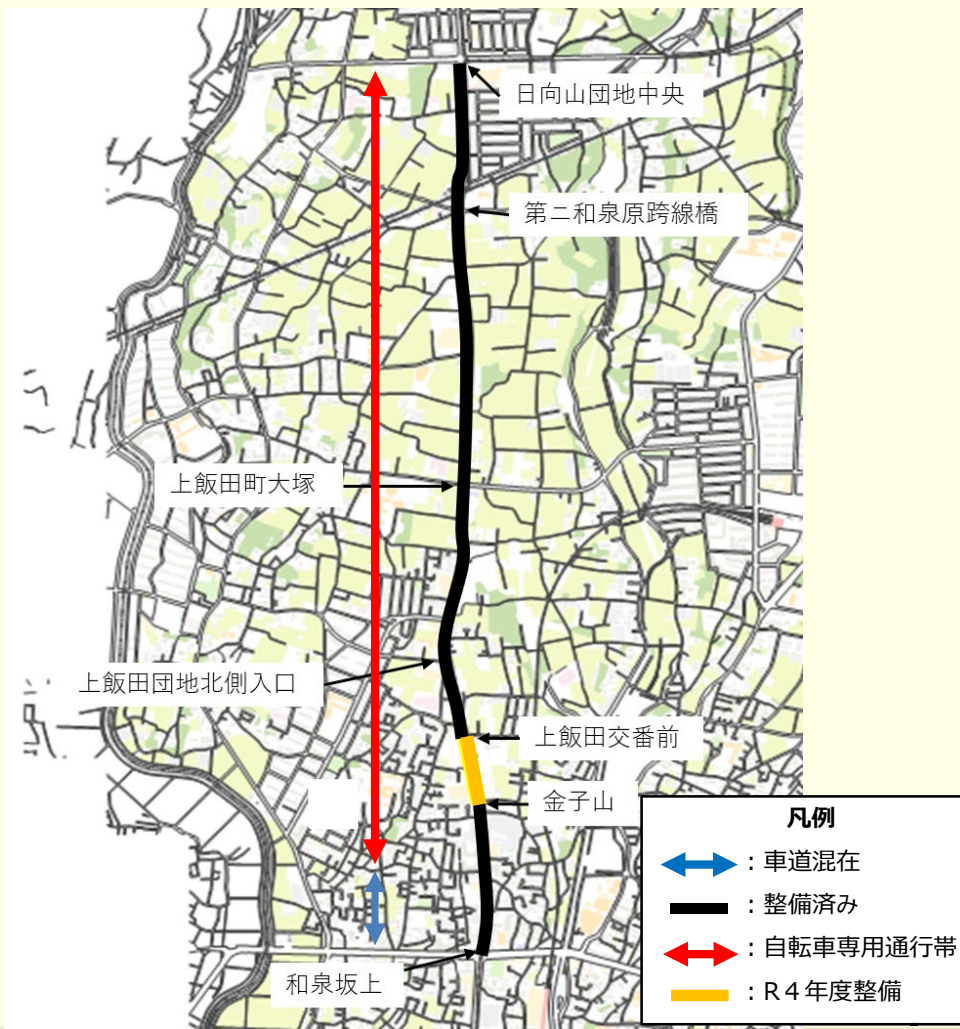 日向山団地中央
第二和泉原跨線橋
上飯田町大塚
上飯田団地北側入口
上飯田交番前
金子山
和泉坂上
凡例
：車道混在
：整備済み
：自転車専用通行帯
：R４年度整備